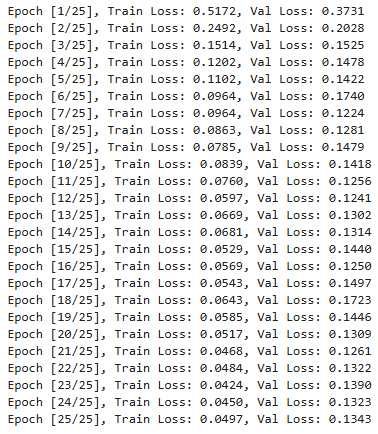 Epoch [1/25], Train Loss: 0.5172, Val Loss: 0.3731
Epoch [2/25], Train Loss: 0.2492, Val Loss: 0.2028
Epoch [3/25], Train Loss: 0.1514, Val Loss: 0.1525
Epoch [4/25], Train Loss: 0.1202, Val Loss: 0.1478
Epoch [5/25], Train Loss: 0.1102, Val Loss: 0.1422
Epoch [6/25], Train Loss: 0.0964, Val Loss: 0.1740
Epoch [7/25], Train Loss: 0.0964, Val Loss: 0.1224
Epoch [8/25], Train Loss: 0.0863, Val Loss: 0.1281
Epoch [9/25], Train Loss: 0.0785, Val Loss: 0.1479
Epoch [10/25], Train Loss: 0.0839, Val Loss: 0.1418
Epoch [11/25], Train Loss: 0.0760, Val Loss: 0.1256
Epoch [12/25], Train Loss: 0.0597, Val Loss: 0.1241
Epoch [13/25], Train Loss: 0.0669, Val Loss: 0.1302
Epoch [14/25], Train Loss: 0.0681, Val Loss: 0.1314
Epoch [15/25], Train Loss: 0.0529, Val Loss: 0.1440
Epoch [16/25], Train Loss: 0.0569, Val Loss: 0.1250
Epoch [17/25], Train Loss: 0.0543, Val Loss: 0.1497
Epoch [18/25], Train Loss: 0.0643, Val Loss: 0.1723
Epoch [19/25], Train Loss: 0.0585, Val Loss: 0.1446
Epoch [20/25], Train Loss: 0.0517, Val Loss: 0.1309
Epoch [21/25], Train Loss: 0.0468, Val Loss: 0.1261
Epoch [22/25], Train Loss: 0.0484, Val Loss: 0.1322
Epoch [23/25], Train Loss: 0.0424, Val Loss: 0.1390
Epoch [24/25], Train Loss: 0.0450, Val Loss: 0.1323
Epoch [25/25], Train Loss: 0.0497, Val Loss: 0.1343